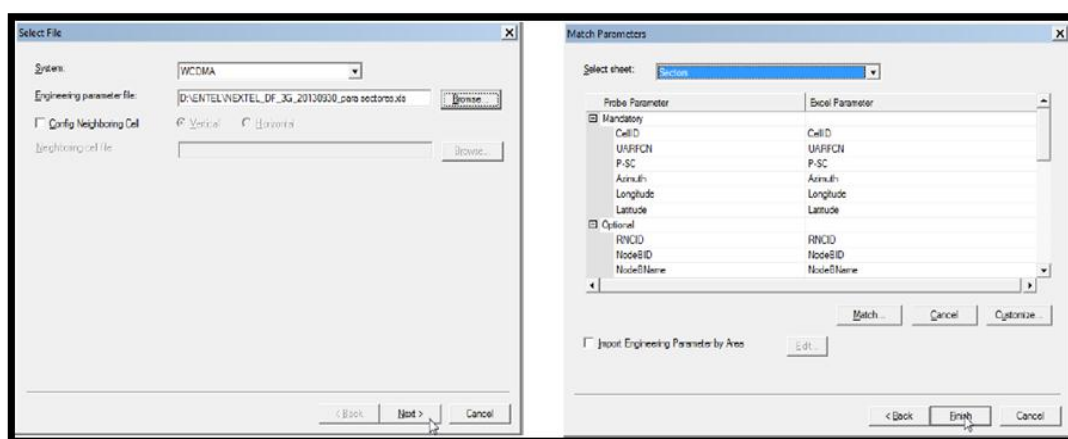 Select File
System: WCDMA
Engineering parameter file: D:\ENTEL\NEXTEL_DF_3G_20130930_para sectores.xls Browse...
Config Neighboring Cell Vertical Horizontal
Neighboring cell file Browse...
< Back Next > Cancel
Match Parameters
Select sheet: Sectors
Probe Parameter Excel Parameter
Mandatory
CellID CellID
UARFCN UARFCN
P-SC P-SC
Azimuth Azimuth
Longitude Longitude
Latitude Latitude
Optional
RNCID RNCID
NodeBID NodeBID
NodeBName NodeBName
Match... Cancel Customize...
Import Engineering Parameter by Area Edit...
< Back Finish Cancel